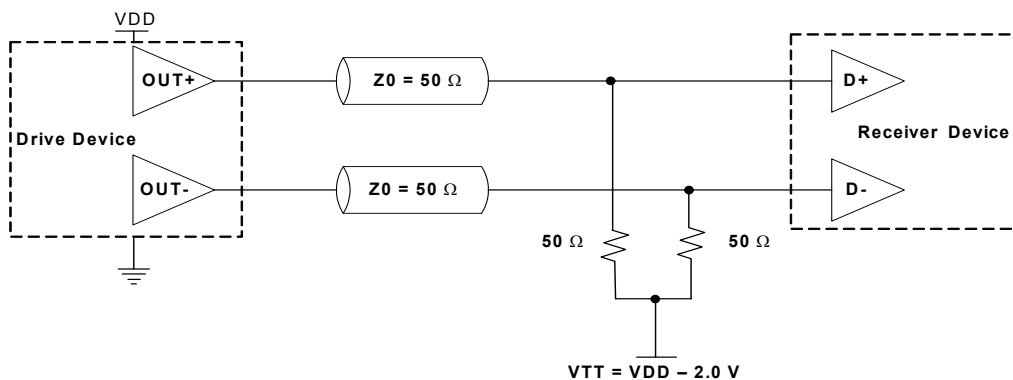 VDD
OUT+
Z0 = 50 Ω
D+
Drive Device
Receiver Device
OUT-
Z0 = 50 Ω
D-
50 Ω
50 Ω
VTT = VDD – 2.0 V